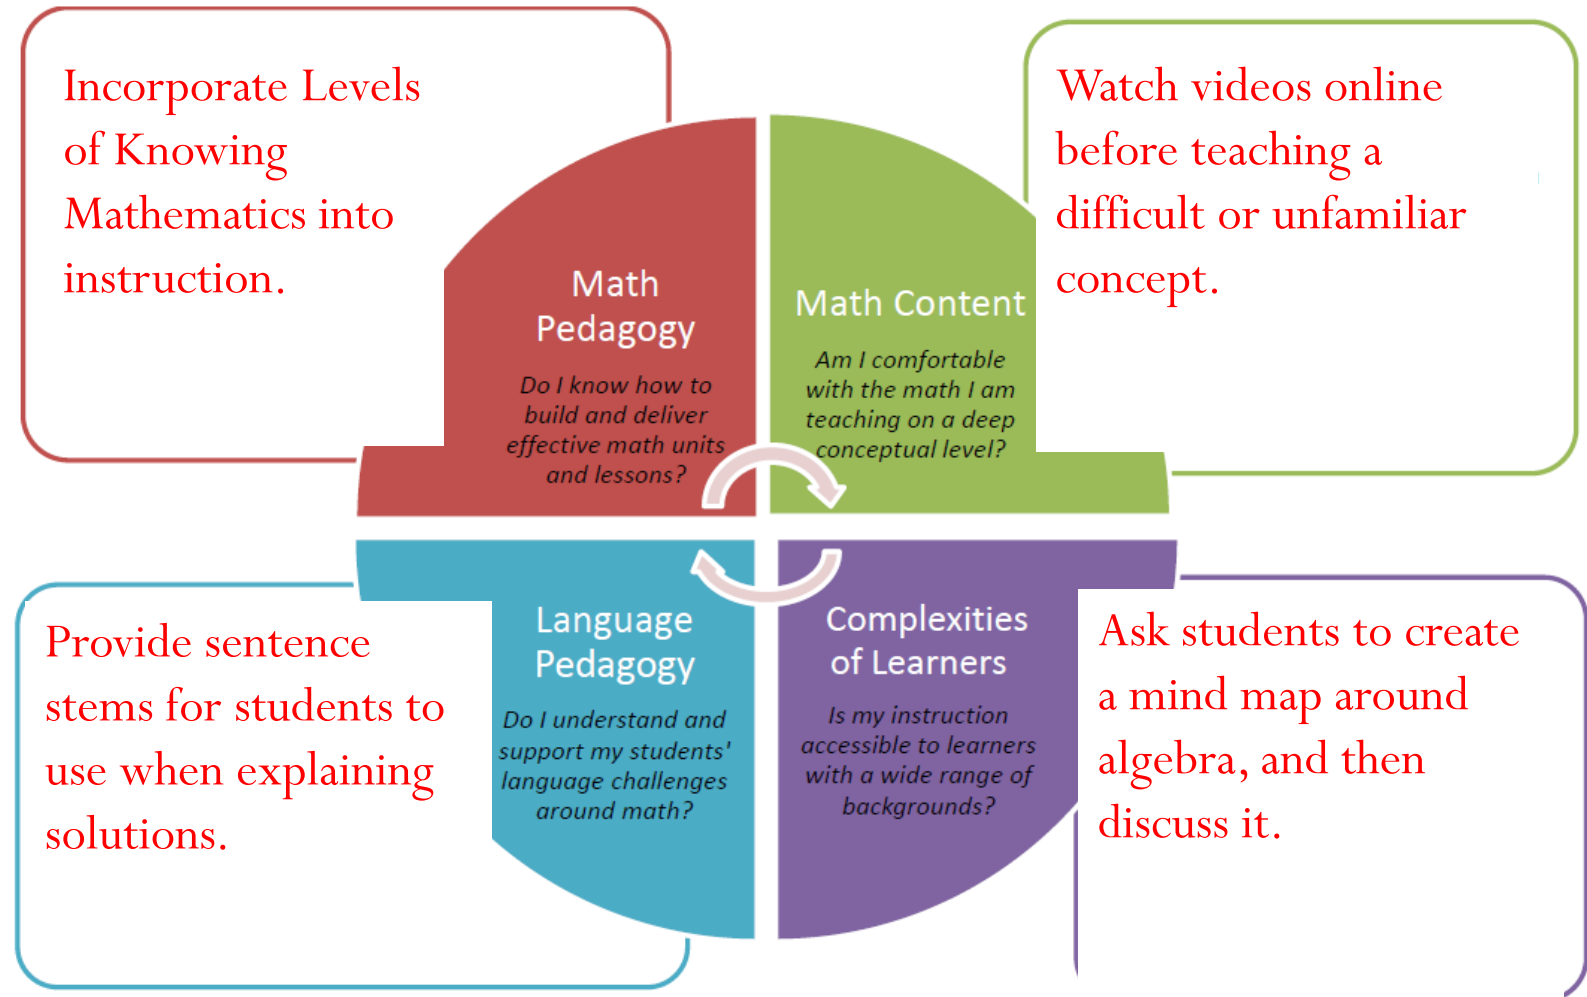 Incorporate Levels
of Knowing
Mathematics into
instruction.
Watch videos online
before teaching a
difficult or unfamiliar
concept.
Math
Pedagogy
Do I know how to
build and deliver
effective math units
and lessons?
Math Content
Am I comfortable
with the math I am
teaching on a deep
conceptual level?
Provide sentence
stems for students to
use when explaining
solutions.
Language
Pedagogy
Do I understand and
support my students'
language challenges
around math?
Complexities
of Learners
Is my instruction
accessible to learners
with a wide range of
backgrounds?
Ask students to create
a mind map around
algebra, and then
discuss it.